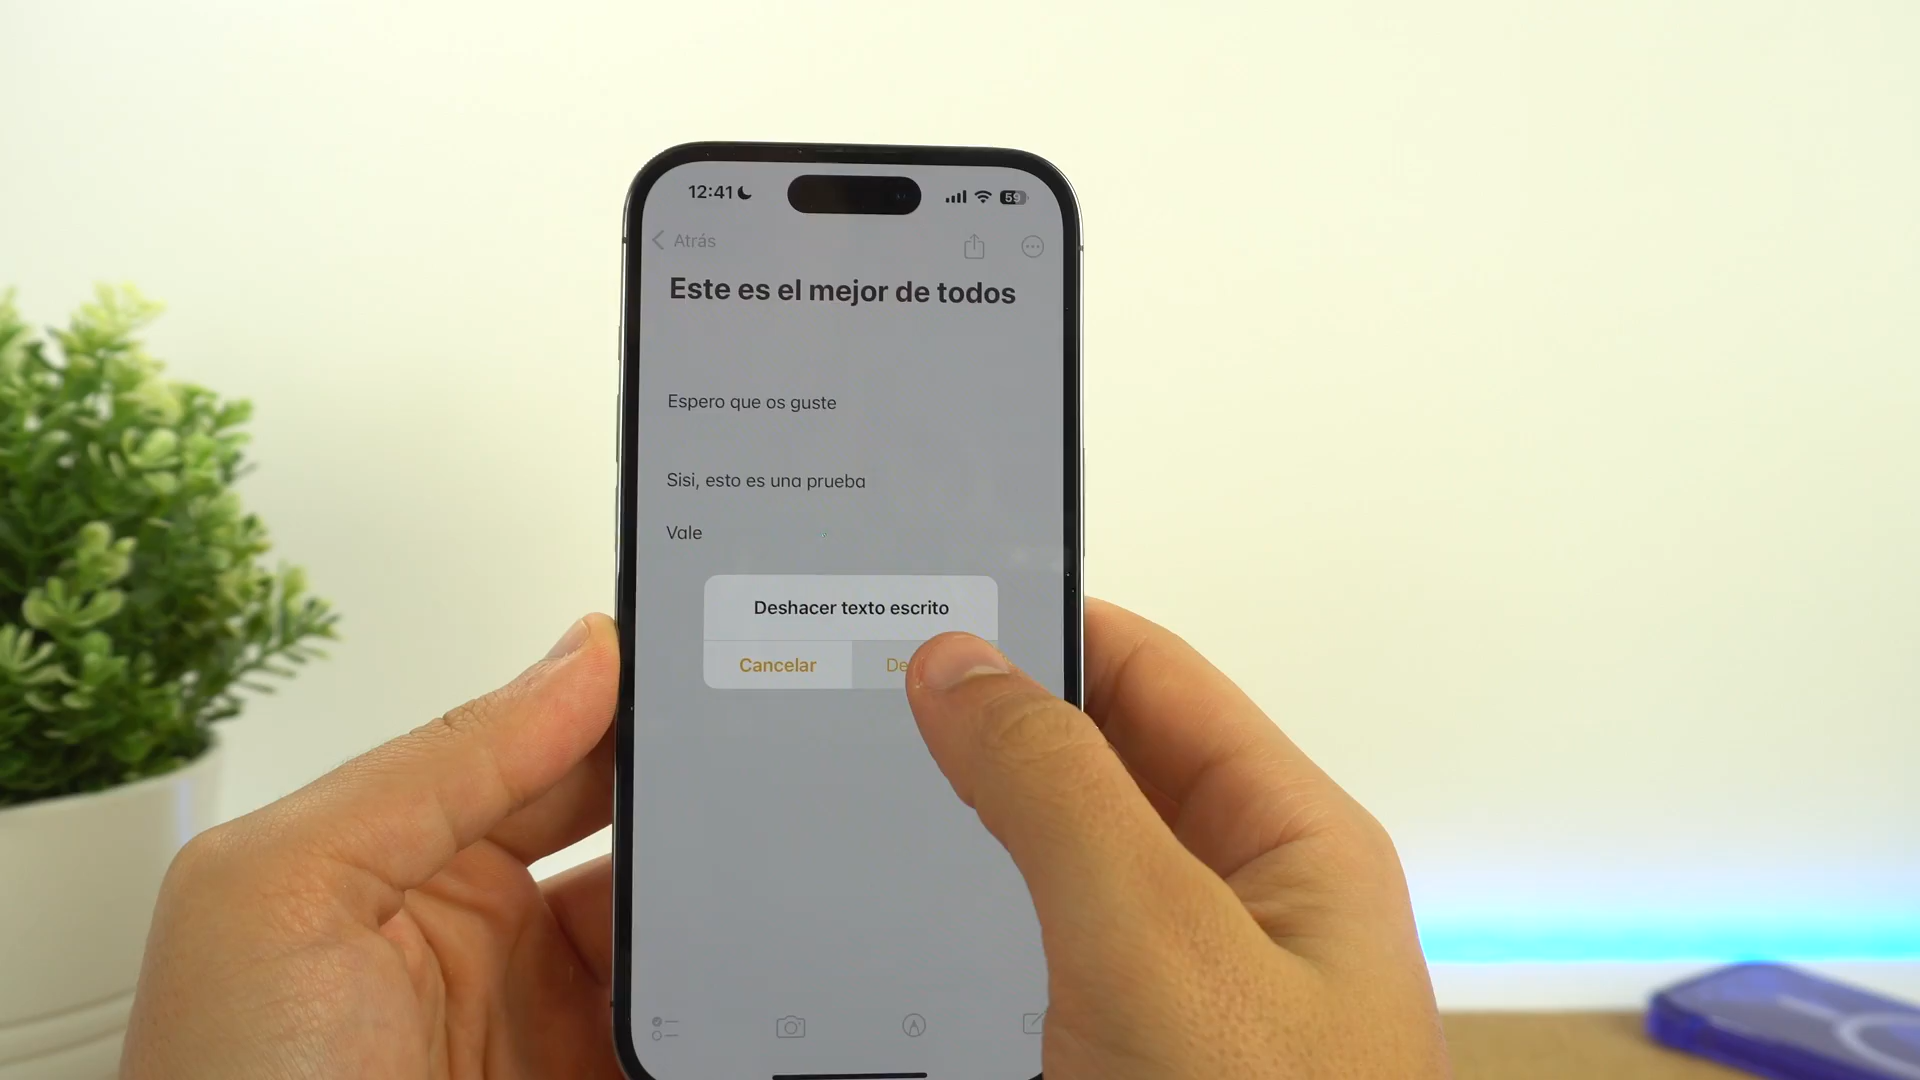 12:41
59
Atrás
Este es el mejor de todos
Espero que os guste
Sisi, esto es una prueba
Vale
Deshacer texto escrito
Cancelar